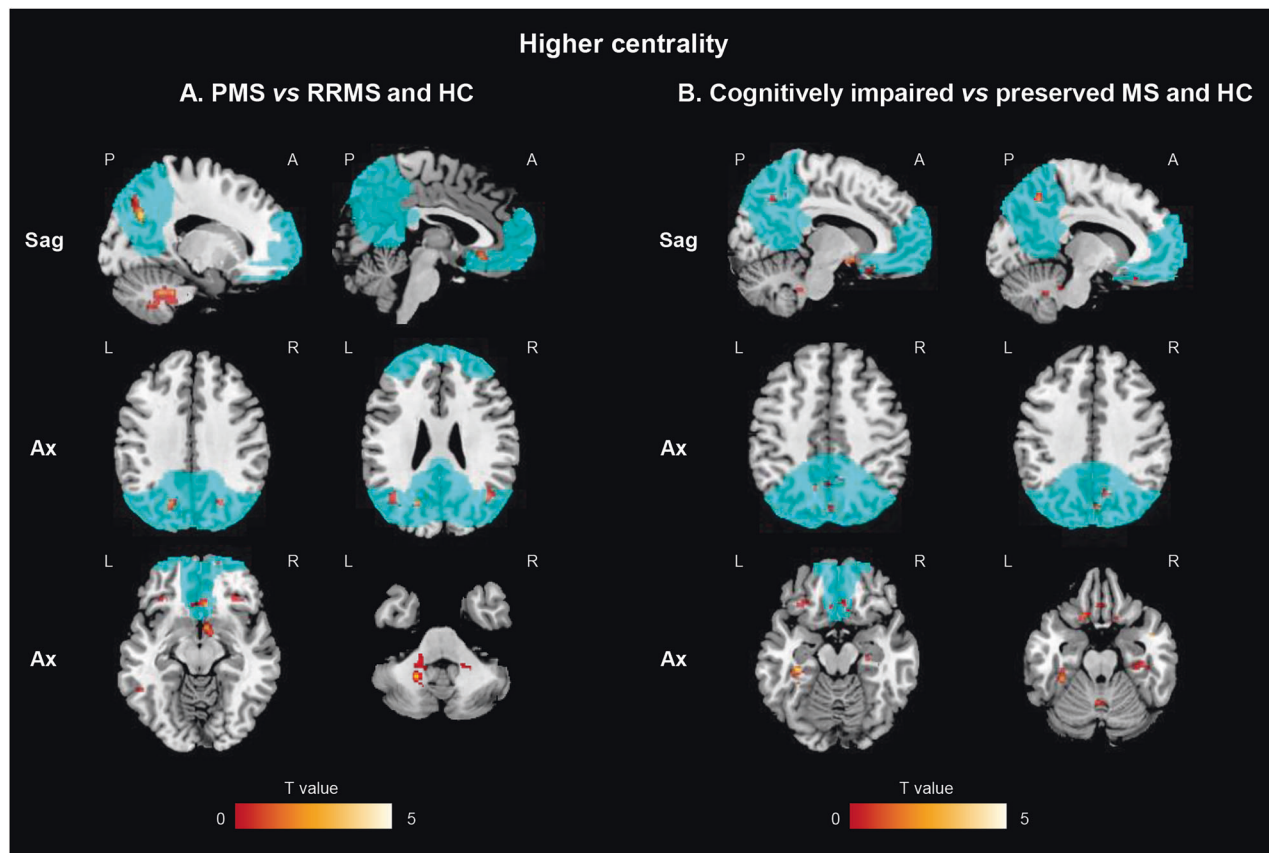 Higher centrality
A. PMS vs RRMS and HC
B. Cognitively impaired vs preserved MS and HC
P A P A P A P A
Sag Sag
L R L R L R L R
Ax Ax
L R L R L R L R
Ax Ax
T value T value
0 5 0 5